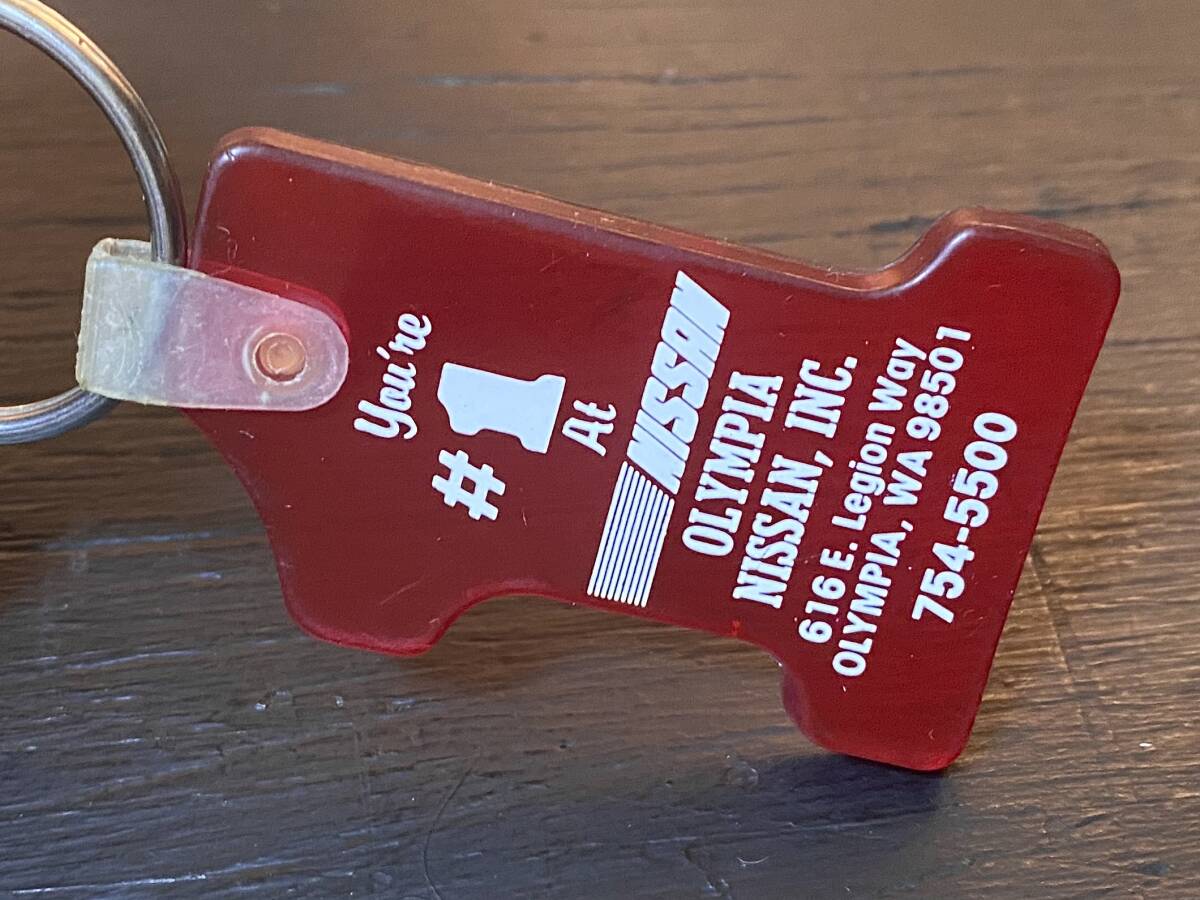 You're
#1
At
NISSAN
OLYMPIA
NISSAN, INC.
616 E. Legion Way
OLYMPIA, WA 98501
754-5500